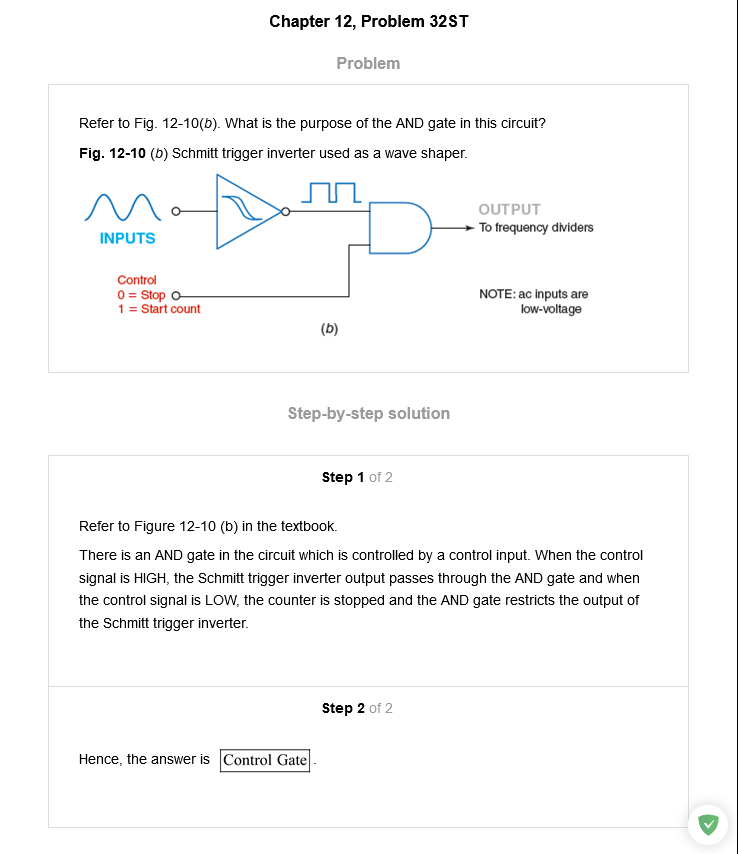 Chapter 12, Problem 32ST
Problem
Refer to Fig. 12-10(b). What is the purpose of the AND gate in this circuit?
Fig. 12-10 (b) Schmitt trigger inverter used as a wave shaper.
INPUTS
OUTPUT
To frequency dividers
Control
0 = Stop
1 = Start count
NOTE: ac inputs are
low-voltage
(b)
Step-by-step solution
Step 1 of 2
Refer to Figure 12-10 (b) in the textbook.
There is an AND gate in the circuit which is controlled by a control input. When the control
signal is HIGH, the Schmitt trigger inverter output passes through the AND gate and when
the control signal is LOW, the counter is stopped and the AND gate restricts the output of
the Schmitt trigger inverter.
Step 2 of 2
Hence, the answer is Control Gate.